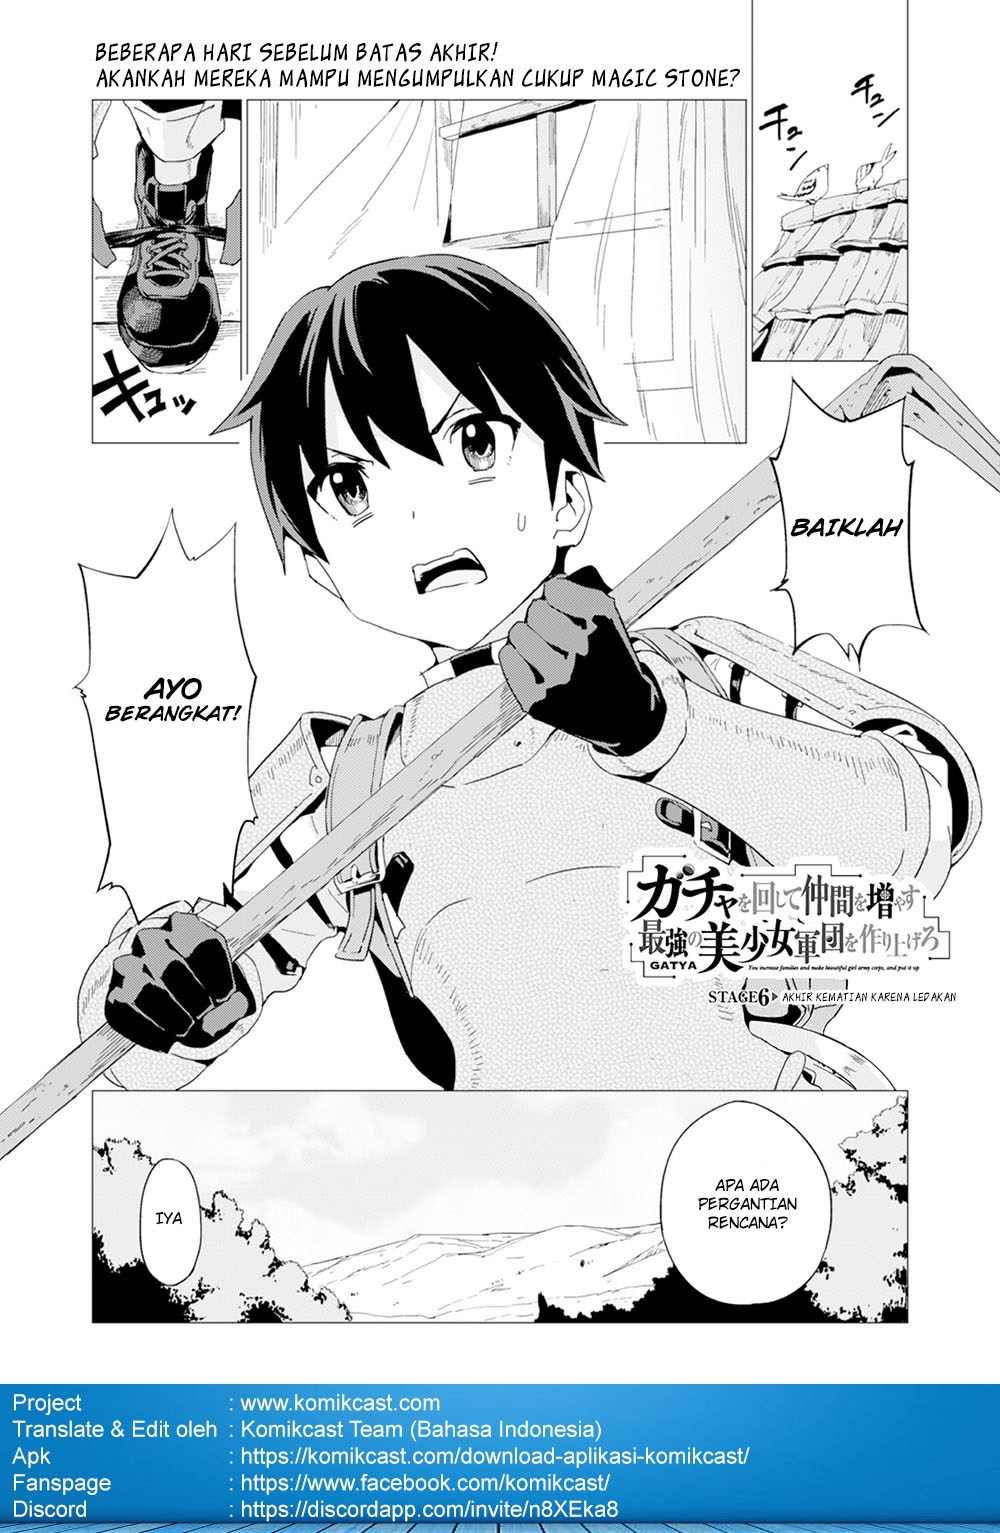 BEBERAPA HARI SEBELUM BATAS AKHIR!
AKANKAH MEREKA MAMPU MENGUMPULKAN CUKUP MAGIC STONE?
チュン
チュン
ギュッ
BAIKLAH
AYO
BERANGKAT!
ガチャを回して仲間を増やす
最強の美少女軍団を作り上げろ
GATYA
You increase families and make beautiful girl army corps, and put it up
STAGE6 AKHIR KEMATIAN KARENA LEDAKAN
APA ADA
PERGANTIAN
RENCANA?
IYA
Project : www.komikcast.com
Translate & Edit oleh : Komikcast Team (Bahasa Indonesia)
Apk : https://komikcast.com/download-aplikasi-komikcast/
Fanspage : https://www.facebook.com/komikcast/
Discord : https://discordapp.com/invite/n8XEka8